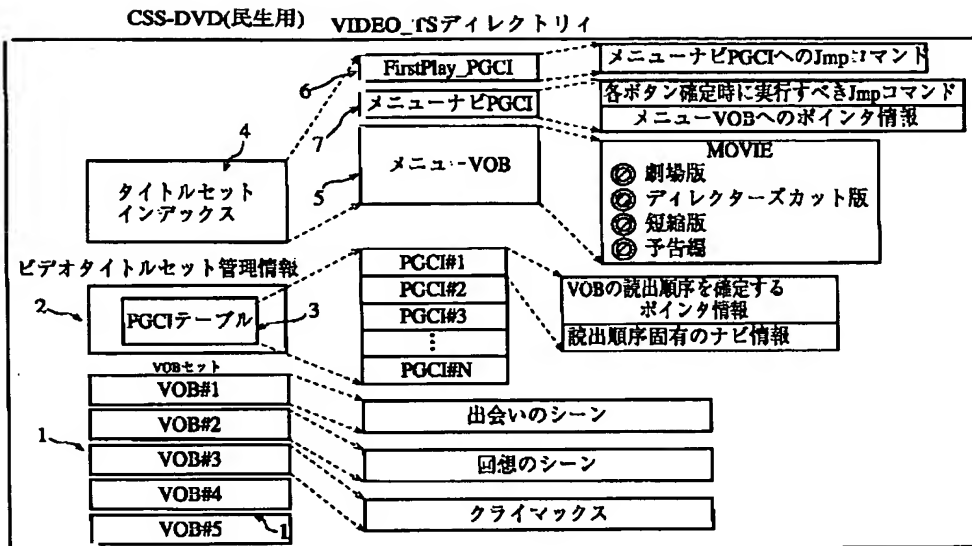 CSS-DVD(民生用)
VIDEO_TSディレクトリィ
6
FirstPlay_PGCI
メニューナビPGCIへのJmpコマンド
7
メニューナビPGCI
各ボタン確定時に実行すべきJmpコマンド
メニューVOBへのポインタ情報
4
タイトルセット
インデックス
5
メニューVOB
MOVIE
劇場版
ディレクターズカット版
短縮版
予告編
ビデオタイトルセット管理情報
2
PGCIテーブル
3
PGCI#1
PGCI#2
PGCI#3
⋮
PGCI#N
VOBの読出順序を確定する
ポインタ情報
読出順序固有のナビ情報
VOBセット
1
VOB#1
VOB#2
VOB#3
VOB#4
1
VOB#5
出会いのシーン
回想のシーン
クライマックス